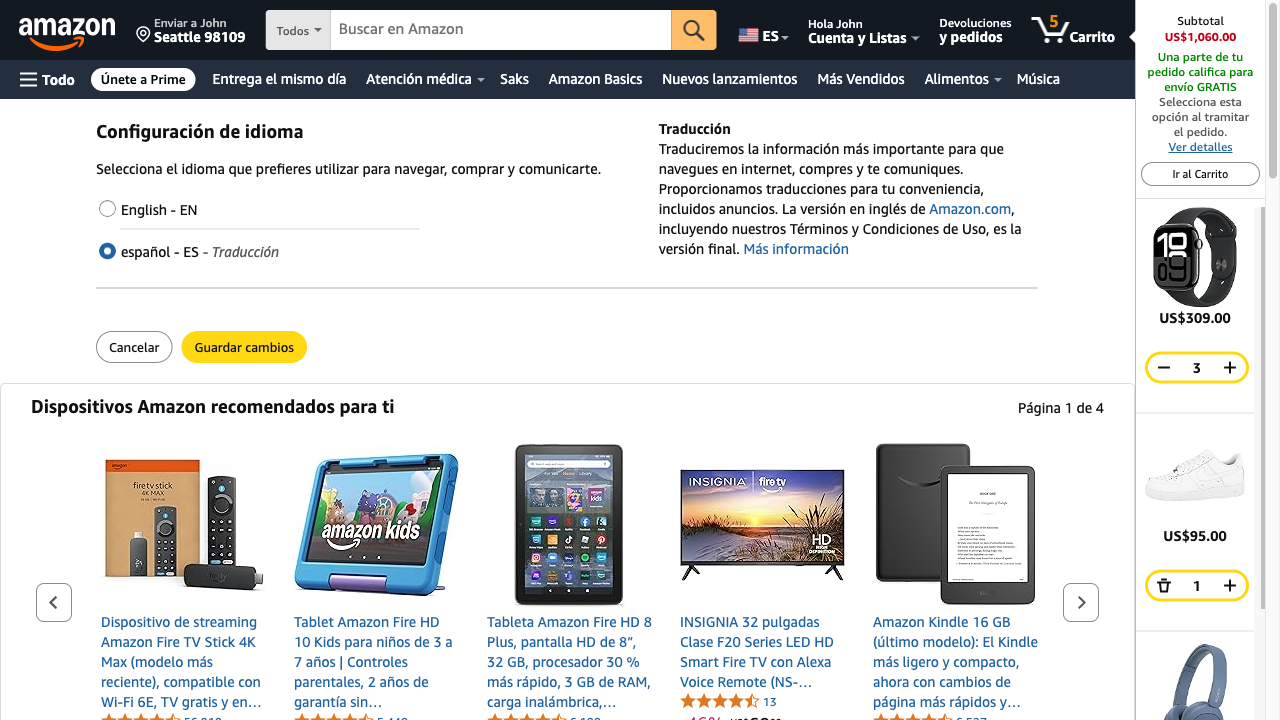 amazon
Enviar a John
Seattle 98109
Todos
Buscar en Amazon
ES
Hola John
Cuenta y Listas
Devoluciones
y pedidos
5
Carrito
Todo
Únete a Prime
Entrega el mismo día
Atención médica
Saks
Amazon Basics
Nuevos lanzamientos
Más Vendidos
Alimentos
Música
Subtotal
US$1,060.00
Una parte de tu
pedido califica para
envío GRATIS
Selecciona esta
opción al tramitar
el pedido.
Ver detalles
Ir al Carrito
US$309.00
3
US$95.00
1
Configuración de idioma
Selecciona el idioma que prefieres utilizar para navegar, comprar y comunicarte.
English - EN
español - ES - Traducción
Traducción
Traduciremos la información más importante para que
navegues en internet, compres y te comuniques.
Proporcionamos traducciones para tu conveniencia,
incluidos anuncios. La versión en inglés de Amazon.com,
incluyendo nuestros Términos y Condiciones de Uso, es la
versión final. Más información
Cancelar
Guardar cambios
Dispositivos Amazon recomendados para ti
Página 1 de 4
fire tv stick
4K MAX
amazon kids
INSIGNIA
fire tv
HD
Dispositivo de streaming
Amazon Fire TV Stick 4K
Max (modelo más
reciente), compatible con
Wi-Fi 6E, TV gratis y en...
Tablet Amazon Fire HD
10 Kids para niños de 3 a
7 años | Controles
parentales, 2 años de
garantía sin...
Tableta Amazon Fire HD 8
Plus, pantalla HD de 8”,
32 GB, procesador 30 %
más rápido, 3 GB de RAM,
carga inalámbrica,...
INSIGNIA 32 pulgadas
Clase F20 Series LED HD
Smart Fire TV con Alexa
Voice Remote (NS-...
13
Amazon Kindle 16 GB
(último modelo): El Kindle
más ligero y compacto,
ahora con cambios de
página más rápidos y...